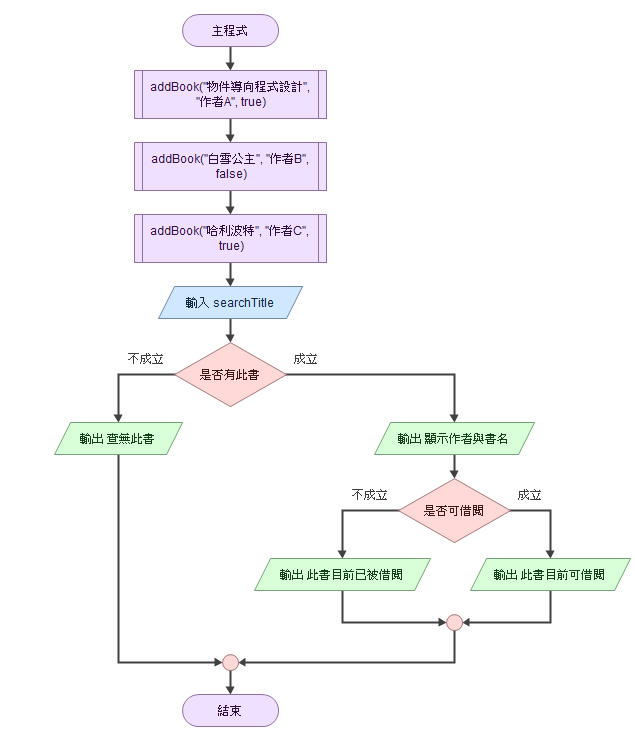 主程式
addBook("物件導向程式設計",
"作者A", true)
addBook("白雪公主", "作者B",
false)
addBook("哈利波特", "作者C",
true)
輸入 searchTitle
不成立
成立
是否有此書
輸出 查無此書
輸出 顯示作者與書名
不成立
成立
是否可借閱
輸出 此書目前已被借閱
輸出 此書目前可借閱
結束